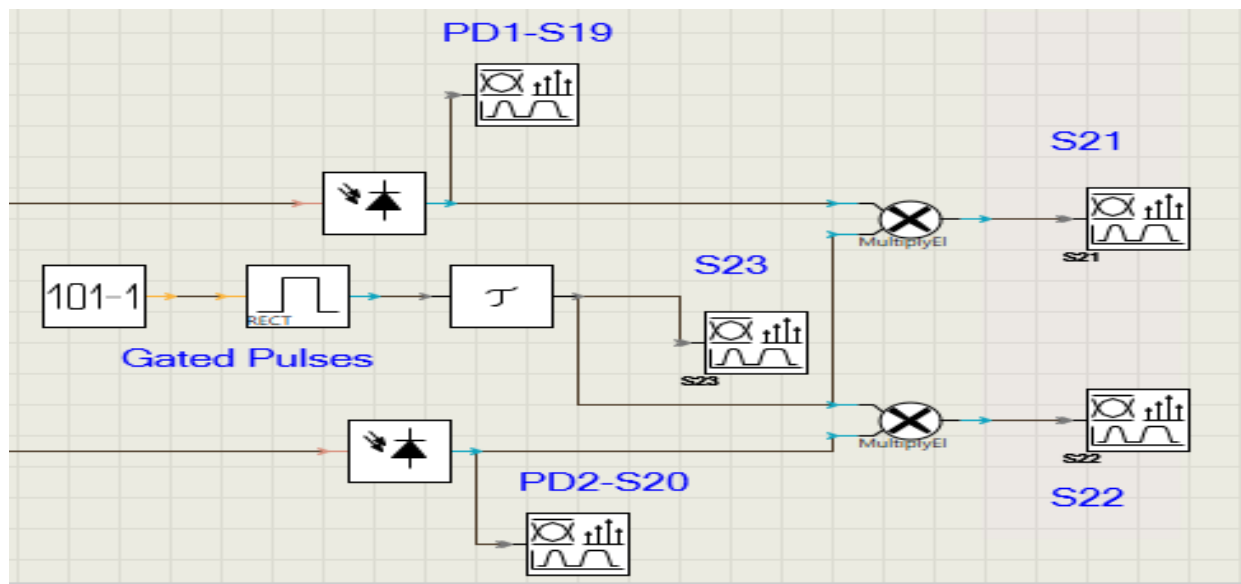 PD1-S19
S21
MultiplyEl
S21
S23
101-1
τ
RECT
Gated Pulses
S23
MultiplyEl
S22
PD2-S20
S22